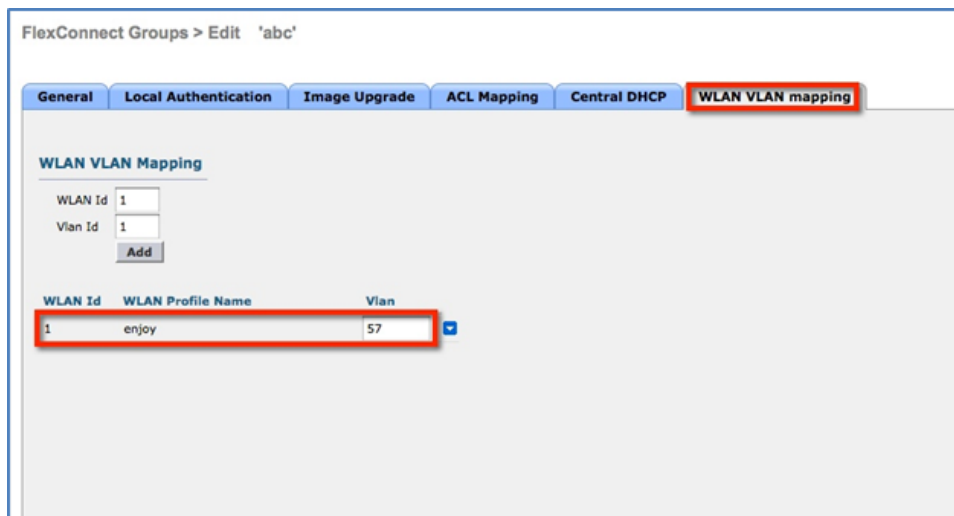 FlexConnect Groups > Edit 'abc'
General Local Authentication Image Upgrade ACL Mapping Central DHCP WLAN VLAN mapping
WLAN VLAN Mapping
WLAN Id 1
Vlan Id 1
Add
WLAN Id WLAN Profile Name Vlan
1 enjoy 57